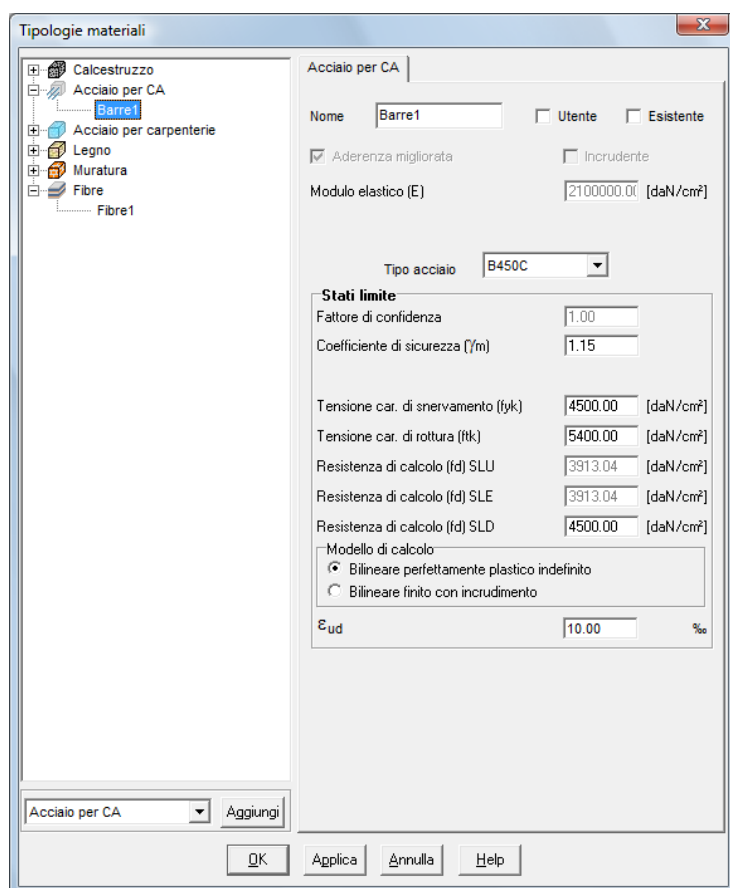 Tipologie materiali
Calcestruzzo
Acciaio per CA
Barre1
Acciaio per carpenterie
Legno
Muratura
Fibre
Fibre1
Acciaio per CA
Aggiungi
Acciaio per CA
Nome Barre1 Utente Esistente
Aderenza migliorata Incrudente
Modulo elastico (E) 2100000.0( [daN/cm²]
Tipo acciaio B450C
Stati limite
Fattore di confidenza 1.00
Coefficiente di sicurezza (γm) 1.15
Tensione car. di snervamento (fyk) 4500.00 [daN/cm²]
Tensione car. di rottura (ftk) 5400.00 [daN/cm²]
Resistenza di calcolo (fd) SLU 3913.04 [daN/cm²]
Resistenza di calcolo (fd) SLE 3913.04 [daN/cm²]
Resistenza di calcolo (fd) SLD 4500.00 [daN/cm²]
Modello di calcolo
Bilineare perfettamente plastico indefinito
Bilineare finito con incrudimento
εud 10.00 ‰
OK Applica Annulla Help